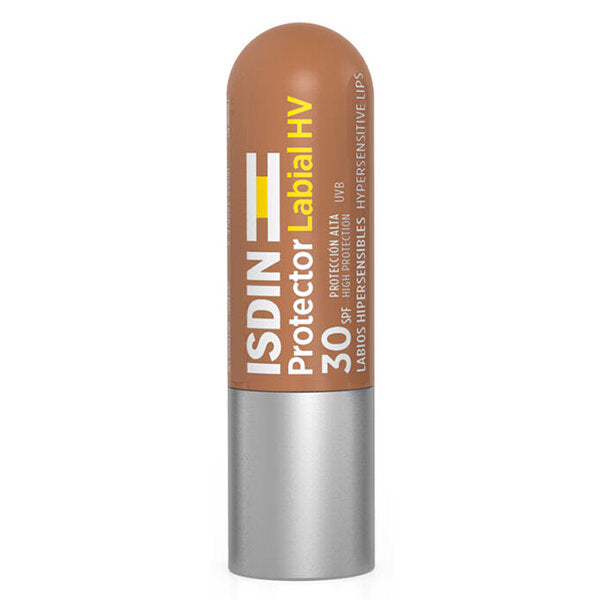 ISDIN
Protector Labial HV
30 SPF
PROTECCIÓN ALTA
HIGH PROTECTION
UVB
LABIOS HIPERSENSIBLES HYPERSENSITIVE LIPS